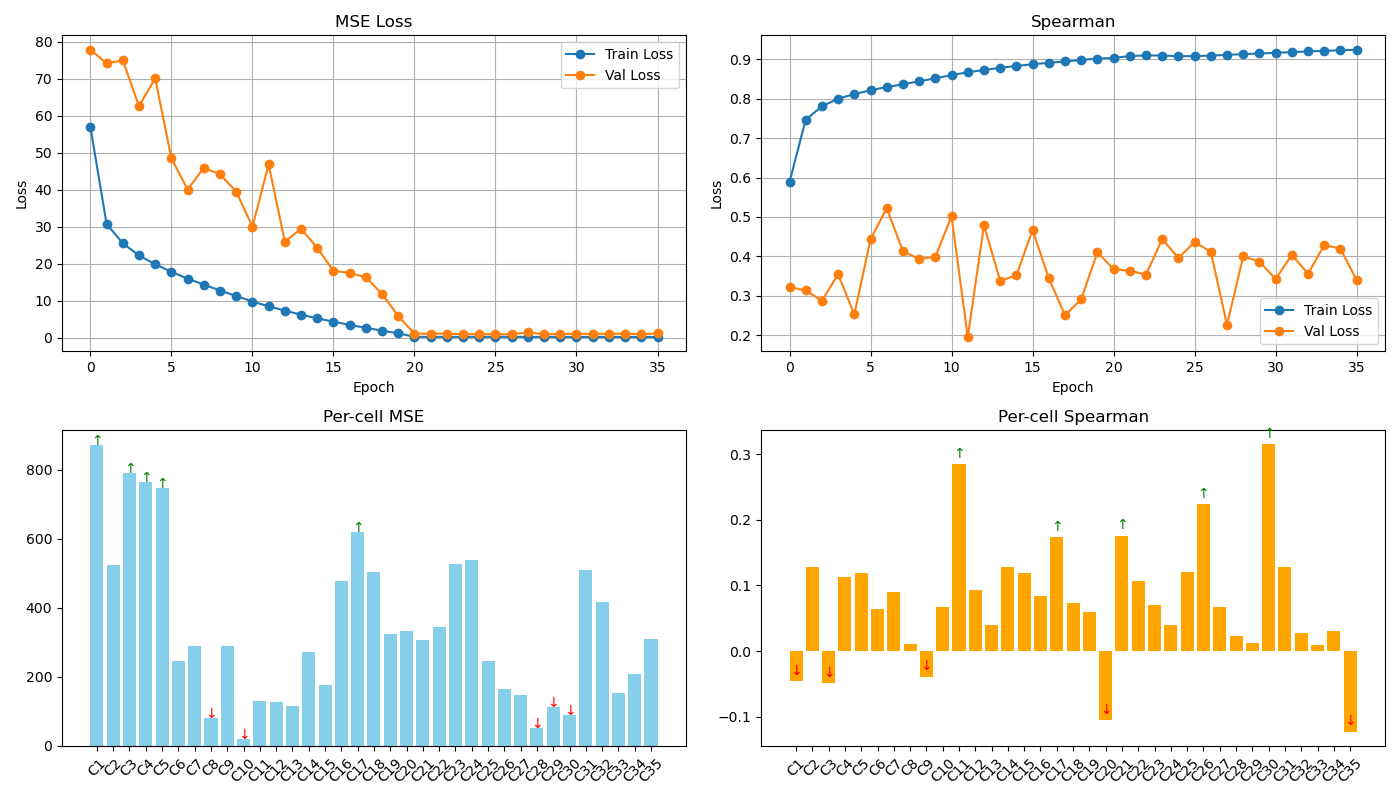 MSE Loss
80
70
60
50
40
30
20
10
0
Loss
Train Loss
Val Loss
0 5 10 15 20 25 30 35
Epoch
Spearman
0.9
0.8
0.7
0.6
0.5
0.4
0.3
0.2
Loss
Train Loss
Val Loss
0 5 10 15 20 25 30 35
Epoch
Per-cell MSE
800
600
400
200
0
↑ ↑ ↑ ↑ ↓ ↓ ↑ ↓ ↓ ↓
C1 C2 C3 C4 C5 C6 C7 C8 C9 C10 C11 C12 C13 C14 C15 C16 C17 C18 C19 C20 C21 C22 C23 C24 C25 C26 C27 C28 C29 C30 C31 C32 C33 C34 C35
Per-cell Spearman
0.3
0.2
0.1
0.0
−0.1
↓ ↓ ↓ ↑ ↑ ↓ ↑ ↑ ↑ ↓
C1 C2 C3 C4 C5 C6 C7 C8 C9 C10 C11 C12 C13 C14 C15 C16 C17 C18 C19 C20 C21 C22 C23 C24 C25 C26 C27 C28 C29 C30 C31 C32 C33 C34 C35